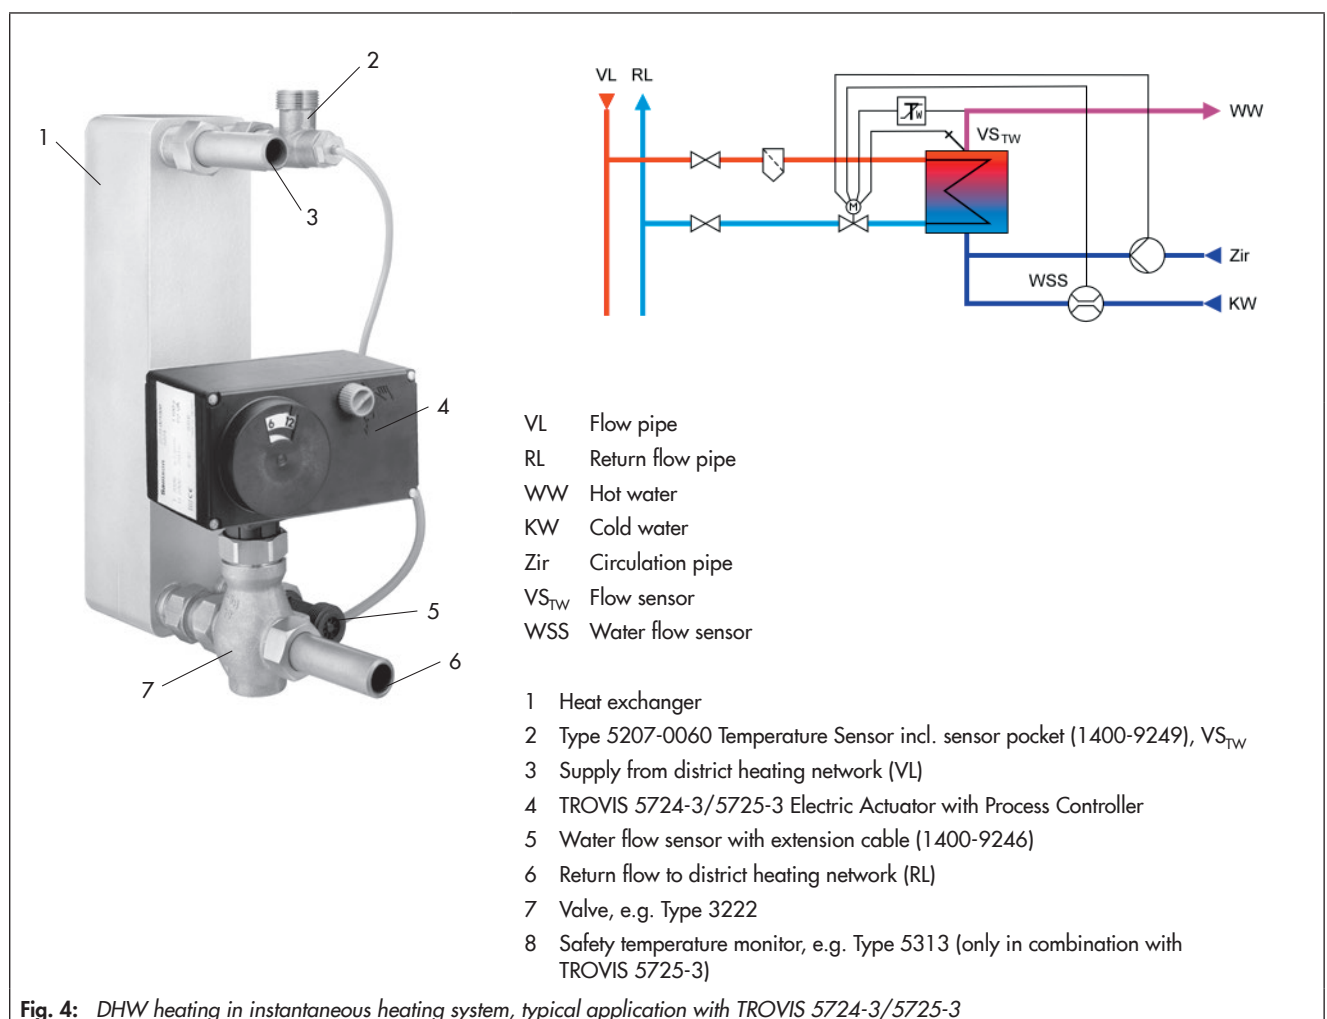 2
1
3
4
5
6
7
6 12
VL RL
WW
VS_TW
T_W
M
Zir
WSS
KW
VL Flow pipe
RL Return flow pipe
WW Hot water
KW Cold water
Zir Circulation pipe
VS_TW Flow sensor
WSS Water flow sensor
1 Heat exchanger
2 Type 5207-0060 Temperature Sensor incl. sensor pocket (1400-9249), VS_TW
3 Supply from district heating network (VL)
4 TROVIS 5724-3/5725-3 Electric Actuator with Process Controller
5 Water flow sensor with extension cable (1400-9246)
6 Return flow to district heating network (RL)
7 Valve, e.g. Type 3222
8 Safety temperature monitor, e.g. Type 5313 (only in combination with
TROVIS 5725-3)
Fig. 4: DHW heating in instantaneous heating system, typical application with TROVIS 5724-3/5725-3